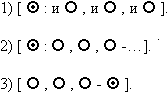 1) [ ⊙ : и О , и О , и О ].
2) [ ⊙ : О , О , О -...].
3) [ О , О , О - ⊙ ].